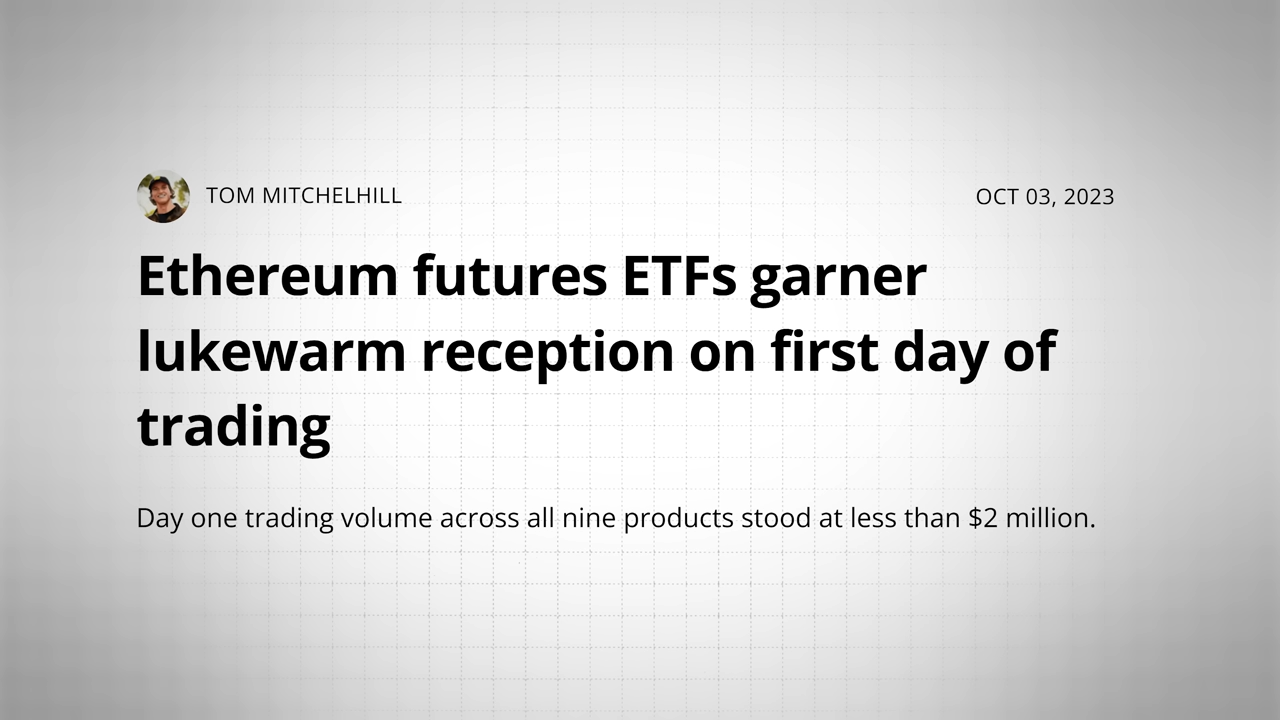 TOM MITCHELHILL
OCT 03, 2023
Ethereum futures ETFs garner
lukewarm reception on first day of
trading
Day one trading volume across all nine products stood at less than $2 million.